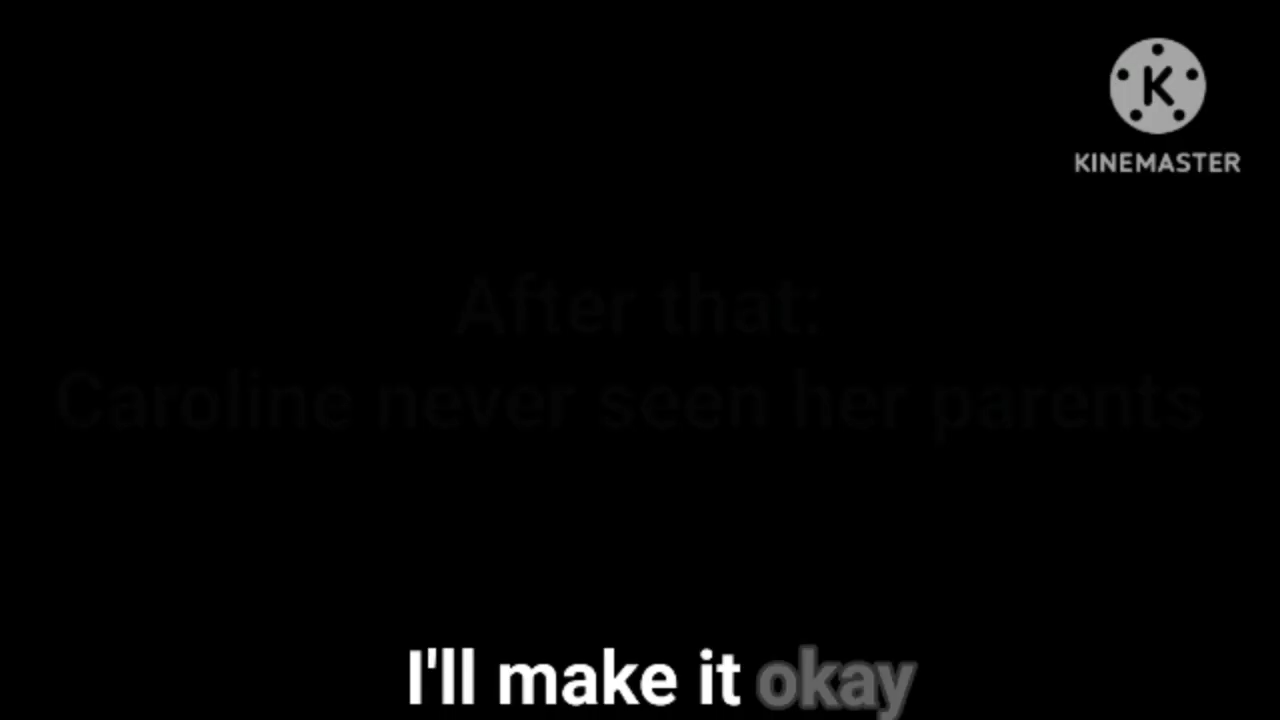 K
KINEMASTER
After that:
Caroline never seen her parents
I'll make it okay